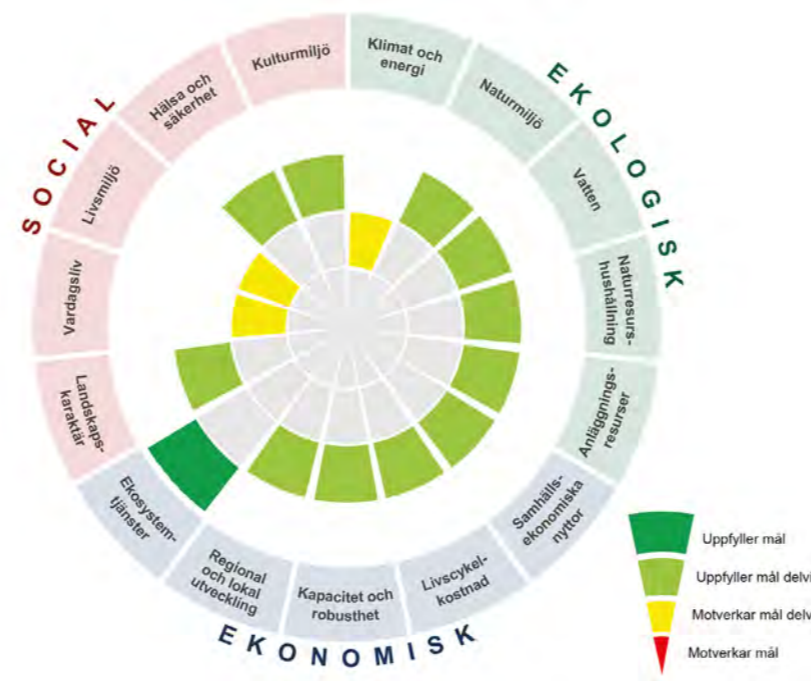 SOCIAL
EKOLOGISK
EKONOMISK
Klimat och
energi
Naturmiljö
Vatten
Naturresurs-
hushållning
Anläggnings-
resurser
Samhälls-
ekonomiska
nyttor
Livscykel-
kostnad
Kapacitet och
robusthet
Regional
och lokal
utveckling
Ekosystem-
tjänster
Landskaps-
karaktär
Vardagsliv
Livsmiljö
Hälsa och
säkerhet
Kulturmiljö
Uppfyller mål
Uppfyller mål delvi
Motverkar mål delv
Motverkar mål